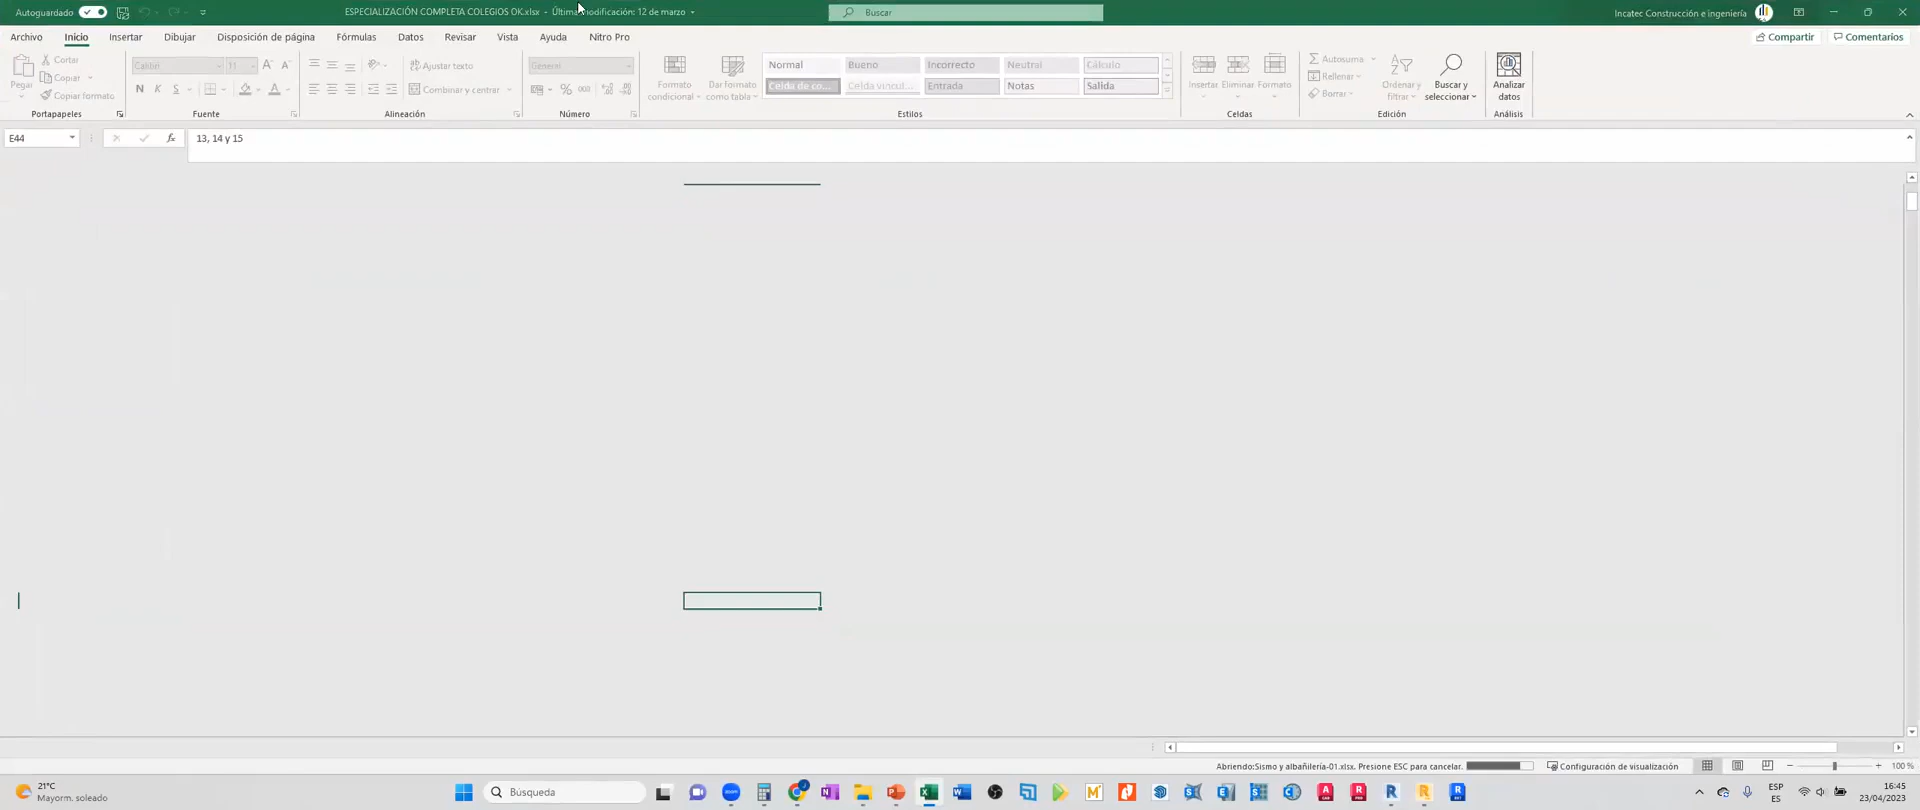 Autoguardado ESPECIALIZACIÓN COMPLETA COLEGIOS OK.xlsx - Última modificación: 12 de marzo Buscar Incatec Construcción e ingeniería
Archivo Inicio Insertar Dibujar Disposición de página Fórmulas Datos Revisar Vista Ayuda Nitro Pro Compartir Comentarios
Pegar Cortar Copiar Copiar formato
Portapapeles
Calibri 11
N K S
Fuente
Ajustar texto
Combinar y centrar
Alineación
General
% 000
Número
Formato condicional
Dar formato como tabla
Normal Bueno Incorrecto Neutral Cálculo
Celda de co... Celda vincul... Entrada Notas Salida
Estilos
Insertar Eliminar Formato
Celdas
Autosuma
Rellenar
Borrar
Ordenar y filtrar
Buscar y seleccionar
Edición
Analizar datos
Análisis
E44 fx 13, 14 y 15
Abriendo:Sismo y albañilería-01.xlsx. Presione ESC para cancelar. Configuración de visualización 100 %
21°C
Mayorm. soleado
Búsqueda
ESP
ES
16:45
23/04/2023